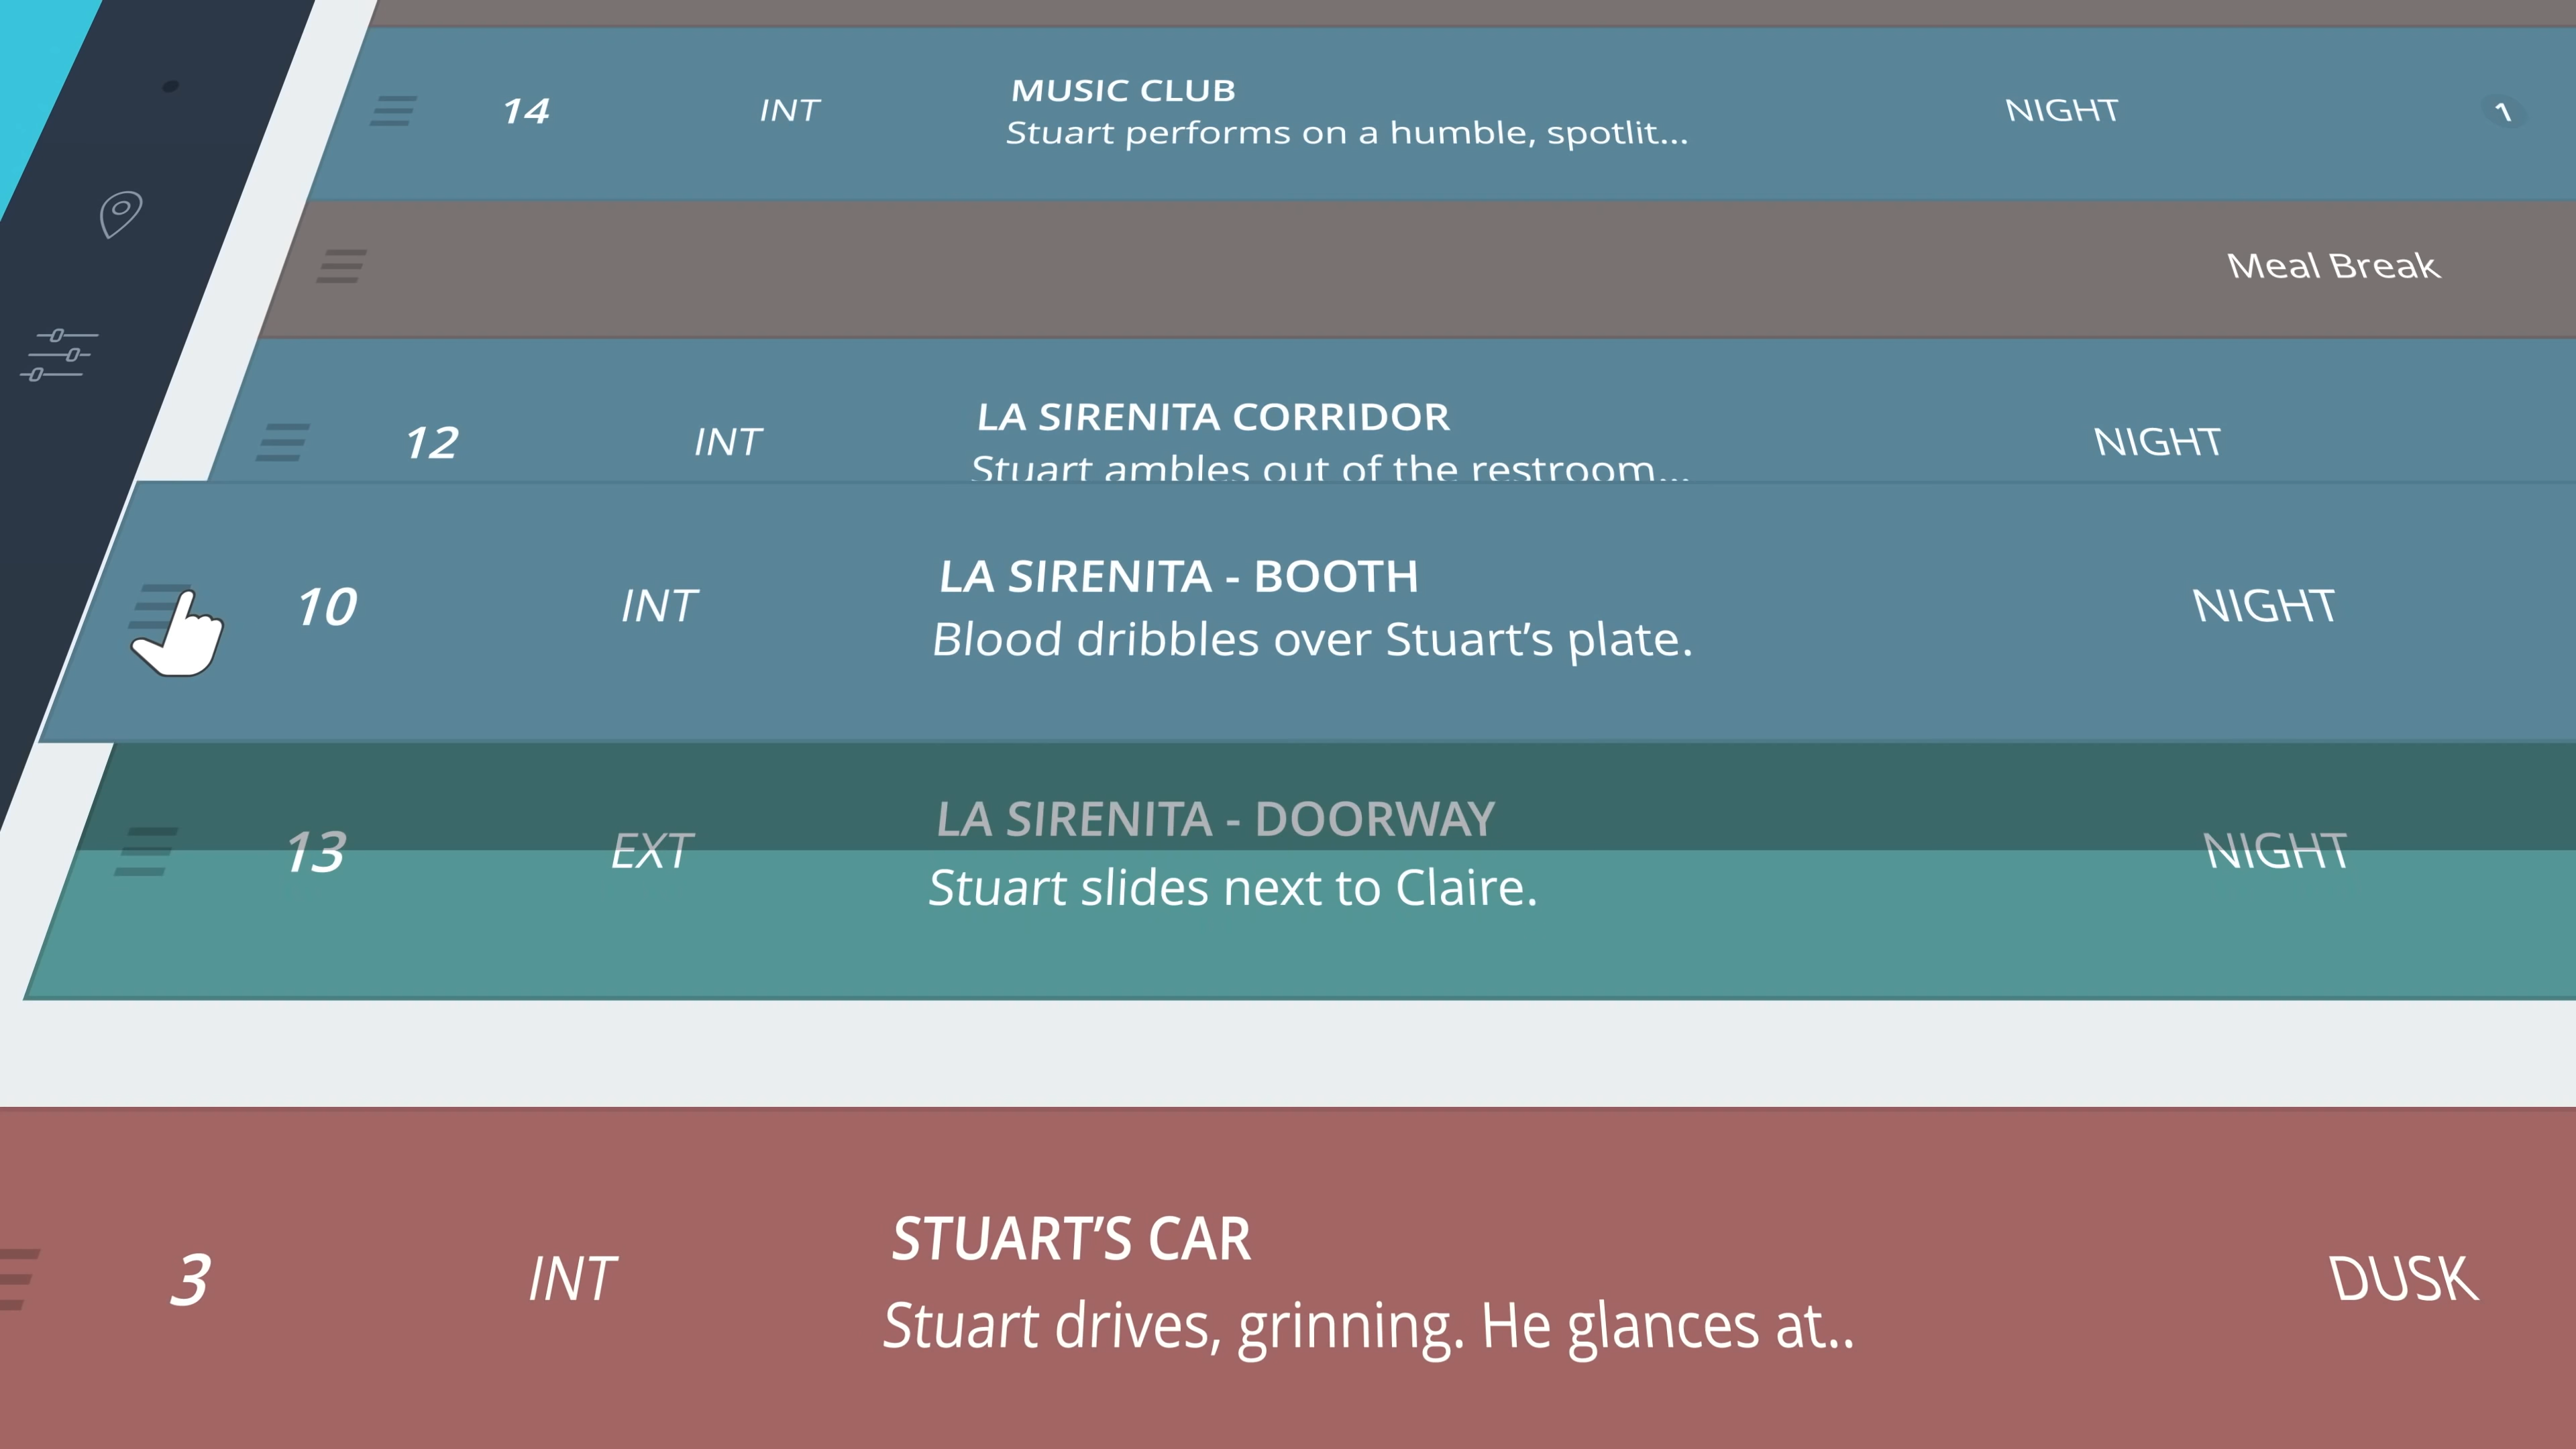 14 INT MUSIC CLUB NIGHT 1
Stuart performs on a humble, spotlit...
Meal Break
12 INT LA SIRENITA CORRIDOR NIGHT
Stuart ambles out of the restroom...
10 INT LA SIRENITA - BOOTH NIGHT
Blood dribbles over Stuart’s plate.
13 EXT LA SIRENITA - DOORWAY NIGHT
Stuart slides next to Claire.
3 INT STUART’S CAR DUSK
Stuart drives, grinning. He glances at..